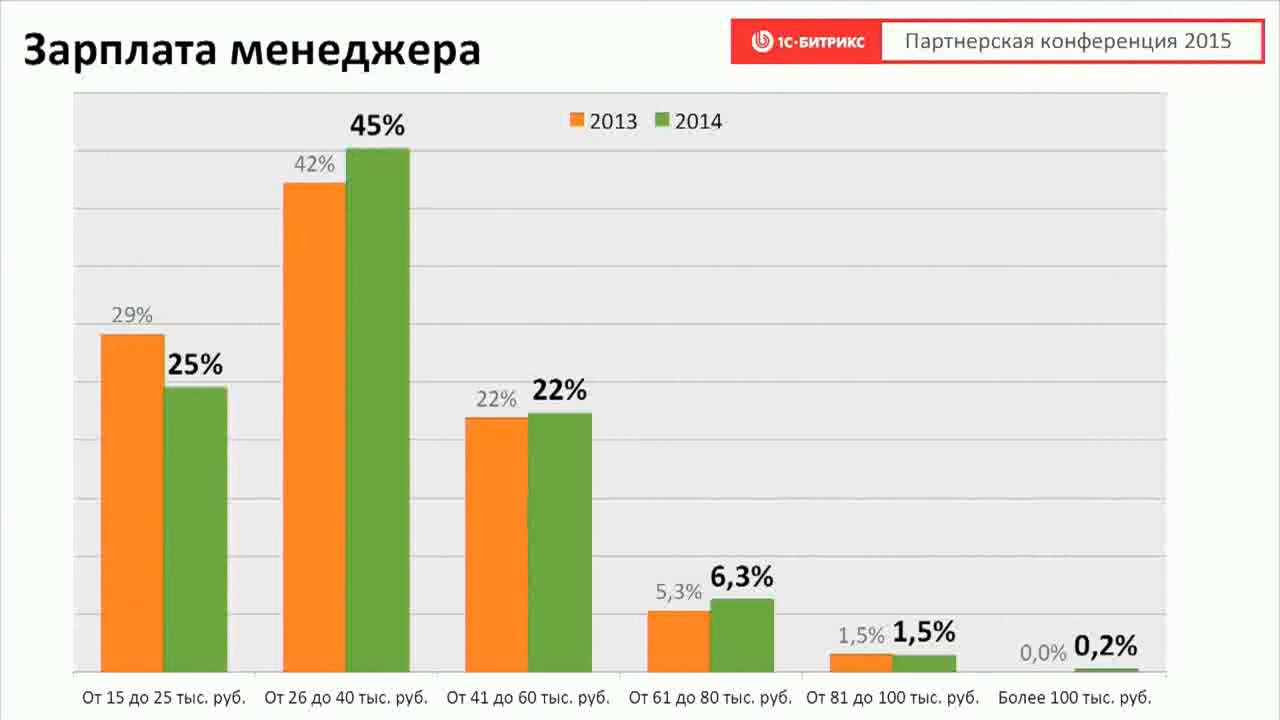 Зарплата менеджера
1С-БИТРИКС
Партнерская конференция 2015
2013
2014
45%
42%
29%
25%
22%
22%
5,3%
6,3%
1,5%
1,5%
0,0%
0,2%
От 15 до 25 тыс. руб.
От 26 до 40 тыс. руб.
От 41 до 60 тыс. руб.
От 61 до 80 тыс. руб.
От 81 до 100 тыс. руб.
Более 100 тыс. руб.